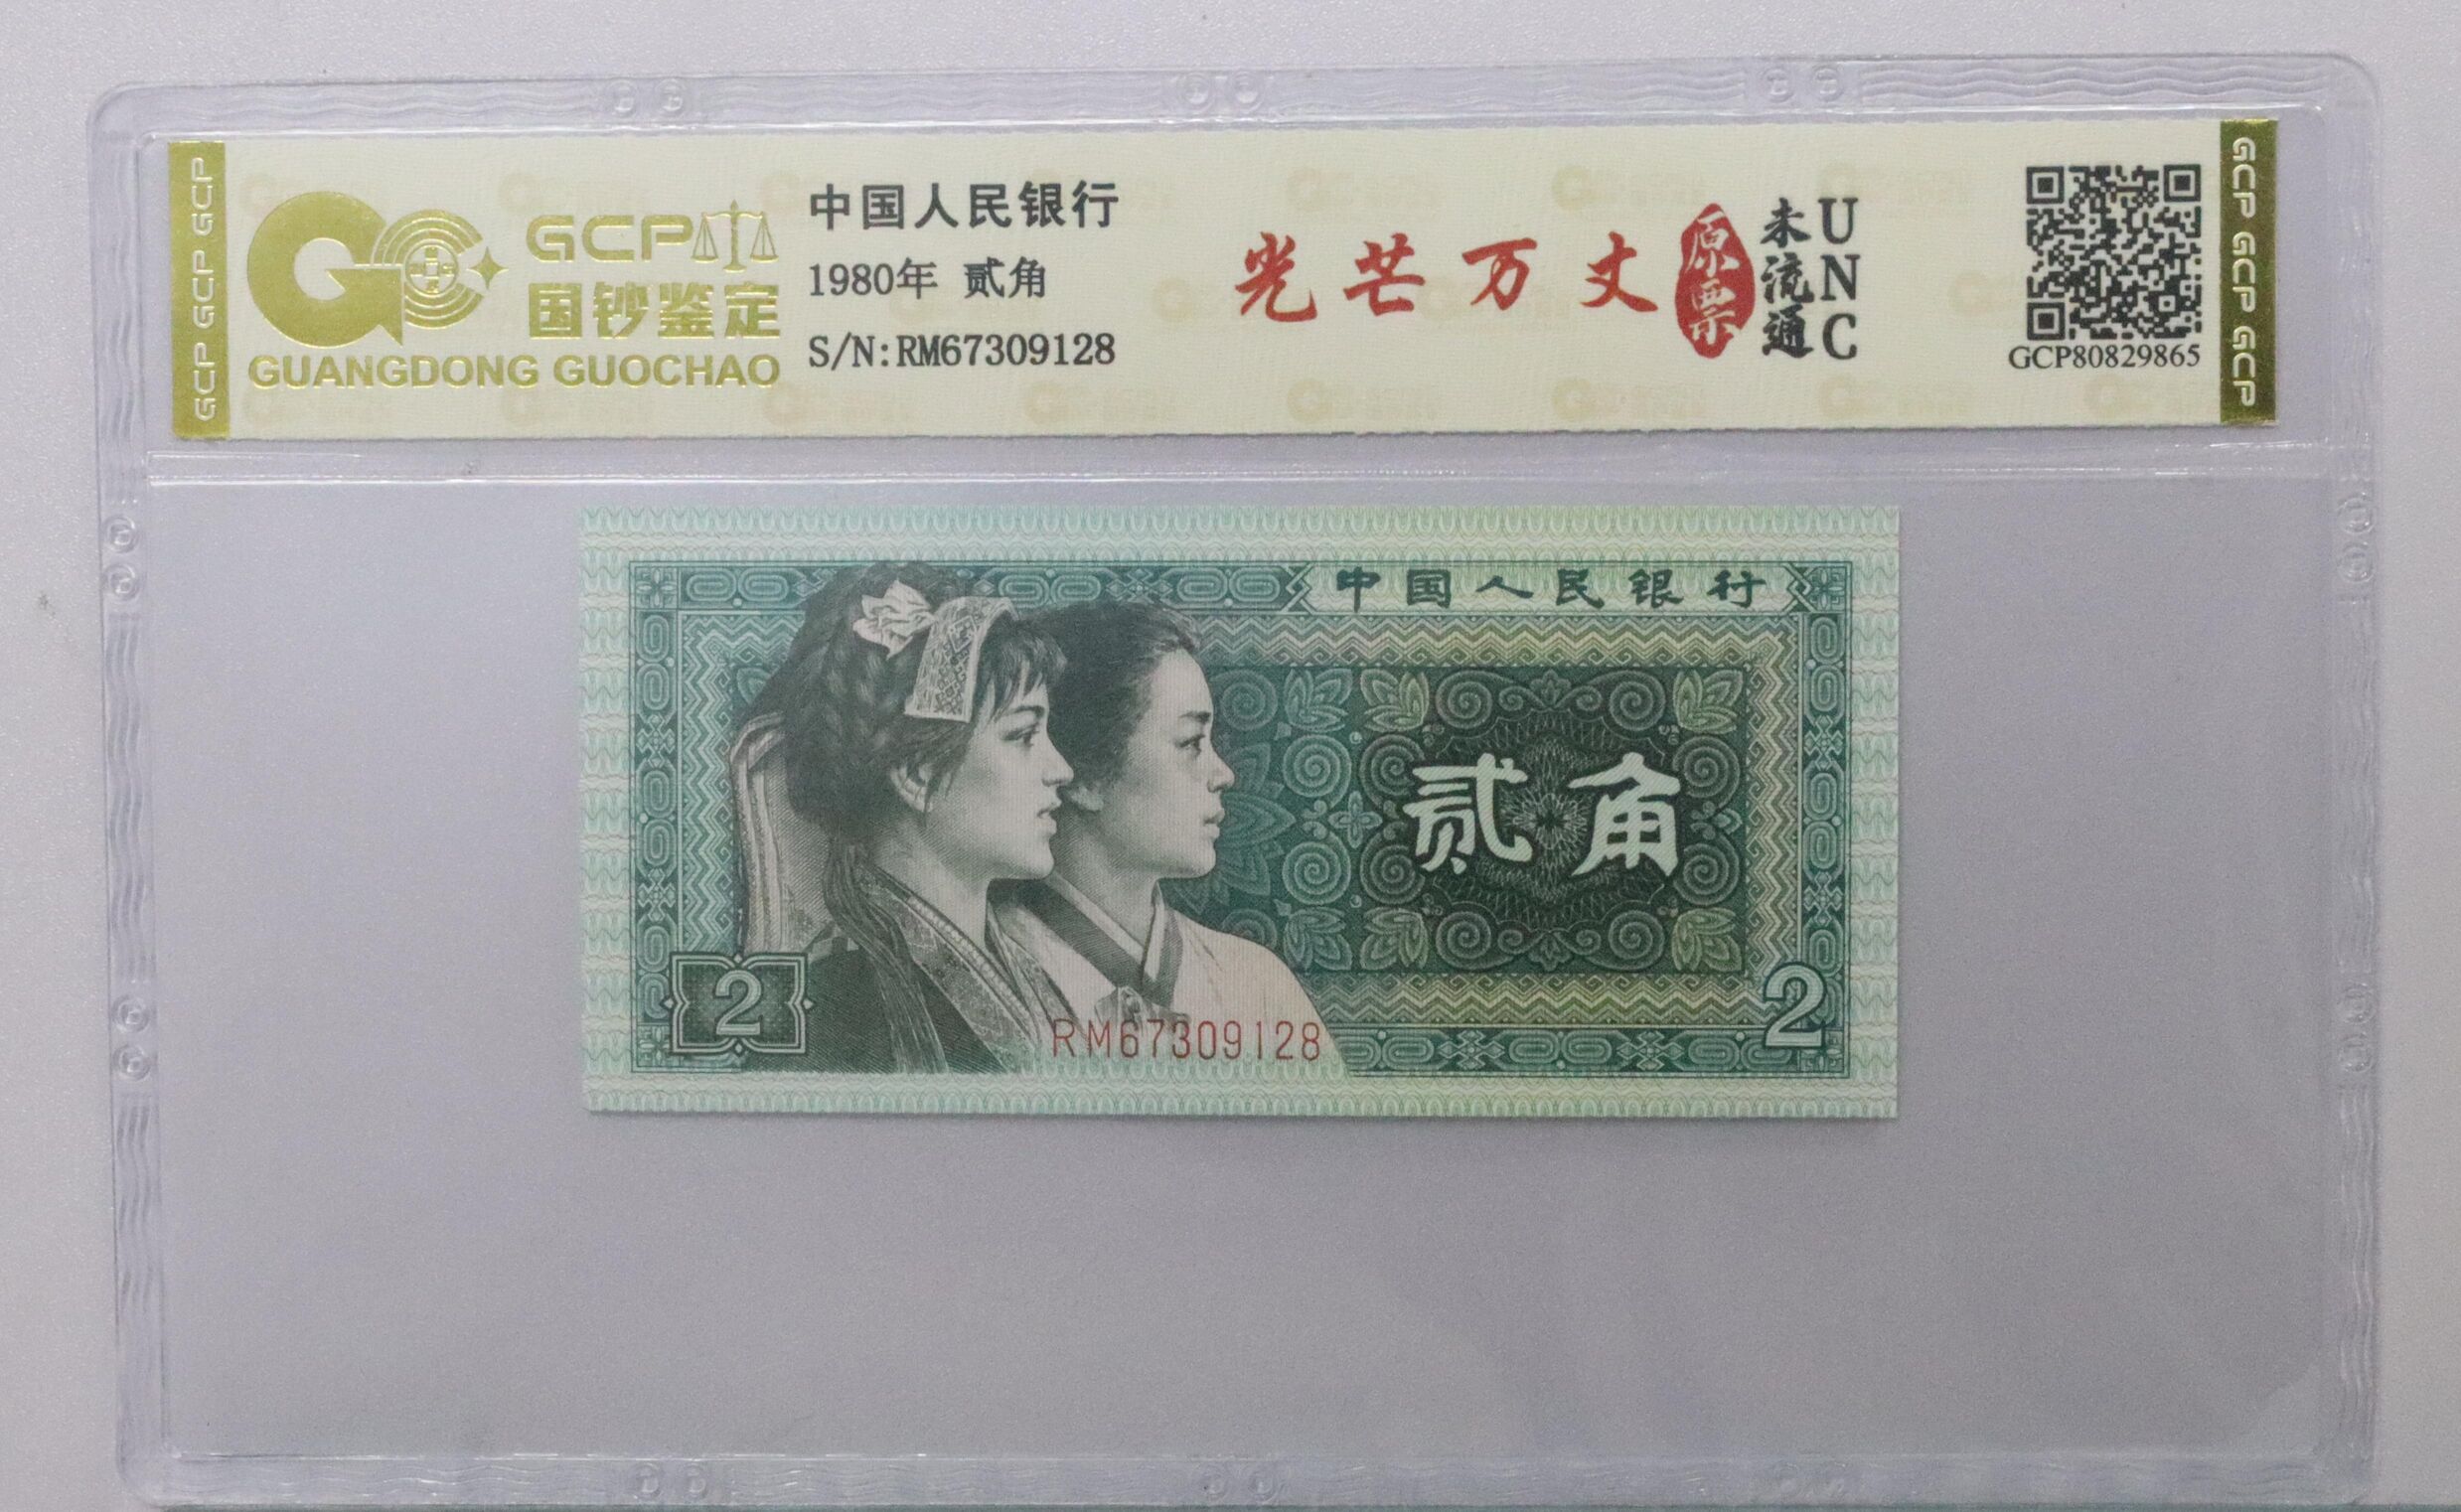 GCP GCP GCP
GCP
国钞鉴定
GUANGDONG GUOCHAO
中国人民银行
1980年 贰角
S/N:RM67309128
光芒万丈
原票
未流通
UNC
GCP80829865
GCP GCP GCP
中国人民银行
贰角
2
2
RM67309128